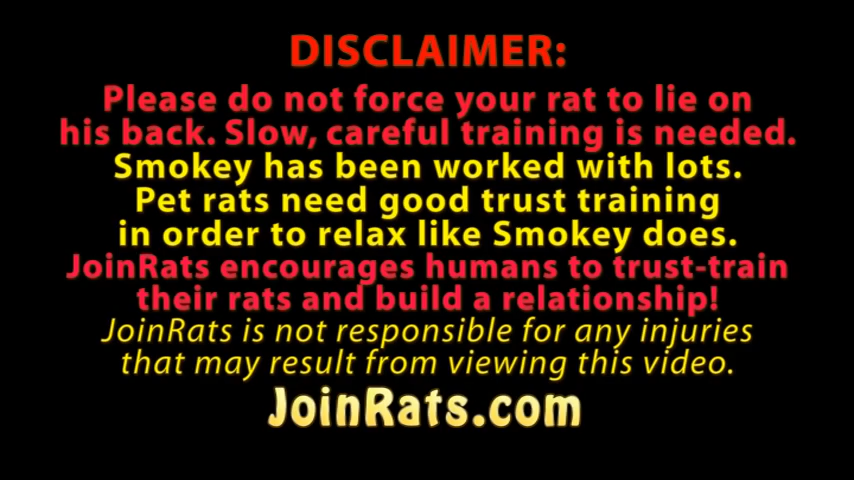 DISCLAIMER:
Please do not force your rat to lie on
his back. Slow, careful training is needed.
Smokey has been worked with lots.
Pet rats need good trust training
in order to relax like Smokey does.
JoinRats encourages humans to trust-train
their rats and build a relationship!
JoinRats is not responsible for any injuries
that may result from viewing this video.
JoinRats.com